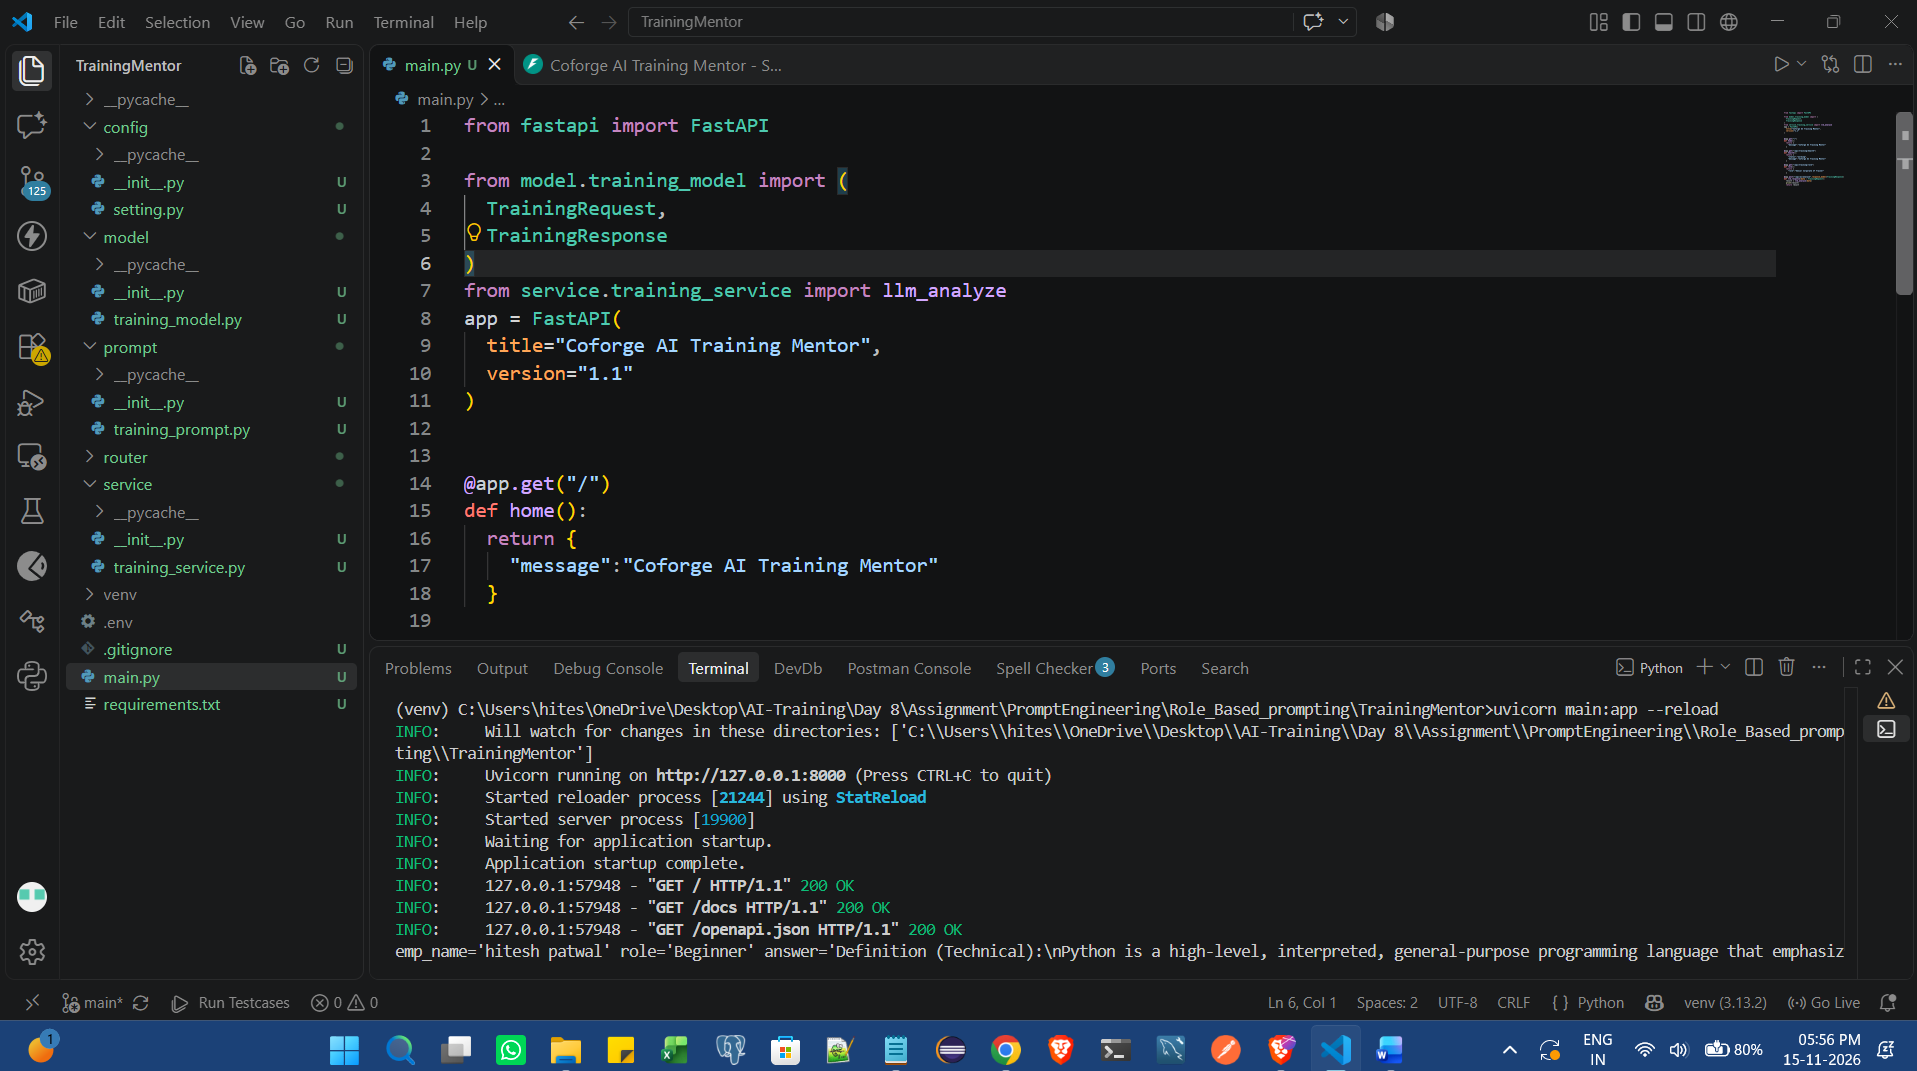 File Edit Selection View Go Run Terminal Help
TrainingMentor
TrainingMentor
__pycache__
config
__pycache__
__init__.py U
setting.py U
model
__pycache__
__init__.py U
training_model.py U
prompt
__pycache__
__init__.py U
training_prompt.py U
router
service
__pycache__
__init__.py U
training_service.py U
venv
.env
.gitignore U
main.py U
requirements.txt U
125
main.py U
Coforge AI Training Mentor - S...
main.py > ...
1 from fastapi import FastAPI
2
3 from model.training_model import (
4 TrainingRequest,
5 TrainingResponse
6 )
7 from service.training_service import llm_analyze
8 app = FastAPI(
9 title="Coforge AI Training Mentor",
10 version="1.1"
11 )
12
13
14 @app.get("/")
15 def home():
16 return {
17 "message":"Coforge AI Training Mentor"
18 }
19
Problems Output Debug Console Terminal DevDb Postman Console Spell Checker 3 Ports Search
Python
(venv) C:\Users\hites\OneDrive\Desktop\AI-Training\Day 8\Assignment\PromptEngineering\Role_Based_prompting\TrainingMentor>uvicorn main:app --reload
INFO: Will watch for changes in these directories: ['C:\\Users\\hites\\OneDrive\\Desktop\\AI-Training\\Day 8\\Assignment\\PromptEngineering\\Role_Based_promp
ting\\TrainingMentor']
INFO: Uvicorn running on http://127.0.0.1:8000 (Press CTRL+C to quit)
INFO: Started reloader process [21244] using StatReload
INFO: Started server process [19900]
INFO: Waiting for application startup.
INFO: Application startup complete.
INFO: 127.0.0.1:57948 - "GET / HTTP/1.1" 200 OK
INFO: 127.0.0.1:57948 - "GET /docs HTTP/1.1" 200 OK
INFO: 127.0.0.1:57948 - "GET /openapi.json HTTP/1.1" 200 OK
emp_name='hitesh patwal' role='Beginner' answer='Definition (Technical):\nPython is a high-level, interpreted, general-purpose programming language that emphasiz
main* Run Testcases 0 0
Ln 6, Col 1 Spaces: 2 UTF-8 CRLF { } Python venv (3.13.2) Go Live
1
ENG
IN
80%
05:56 PM
15-11-2026